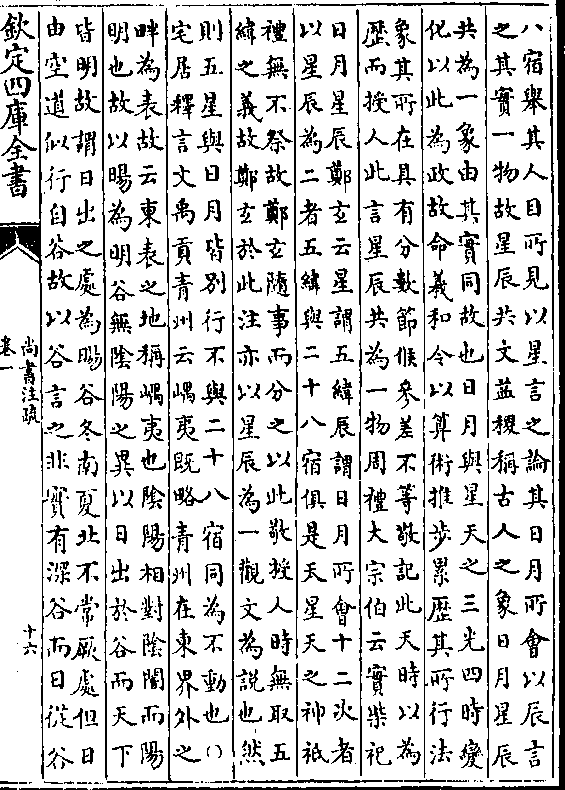 八宿舉其人目所見以星言之論其日月所會以辰言
之其實一物故星辰共文益稷稱古人之象日月星辰
共為一象由其實同故也日月與星天之三光四時變
化以此為政故命羲和令以算術推步累歷其所行法
象其所在具有分數節候參差不等敬記此天時以為
歷而授人此言星辰共為一物周禮大宗伯云實柴祀
日月星辰鄭玄云星謂五緯辰謂日月所會十二次者
以星辰為二者五緯與二十八宿俱是天星天之神祇
禮無不祭故鄭玄隨事而分之以此敬授人時無取五
緯之義故鄭玄於此注亦以星辰為一觀文為說也然
則五星與日月皆別行不與二十八宿同為不動也○
宅居釋言文禹貢青州云嵎夷既略青州在東界外之
畔為表故云東表之地稱嵎夷也陰陽相對陰闇而陽
明也故以暘為明谷無陰陽之異以日出於谷而天下
皆明故謂日出之處為暘谷冬南夏北不常厥處但日
由空道似行自谷故以谷言之非實有深谷而日從谷
欽定四庫全書
尚書注疏
卷一
十六